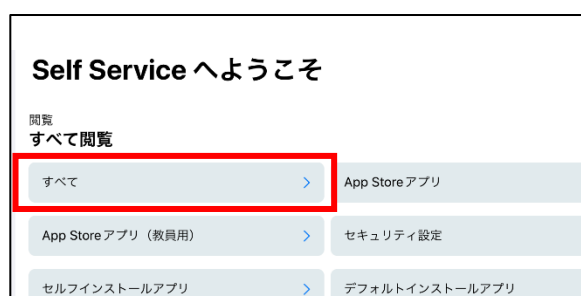 Self Service へようこそ
閲覧
すべて閲覧
すべて
App Storeアプリ
App Storeアプリ（教員用）
セキュリティ設定
セルフインストールアプリ
デフォルトインストールアプリ